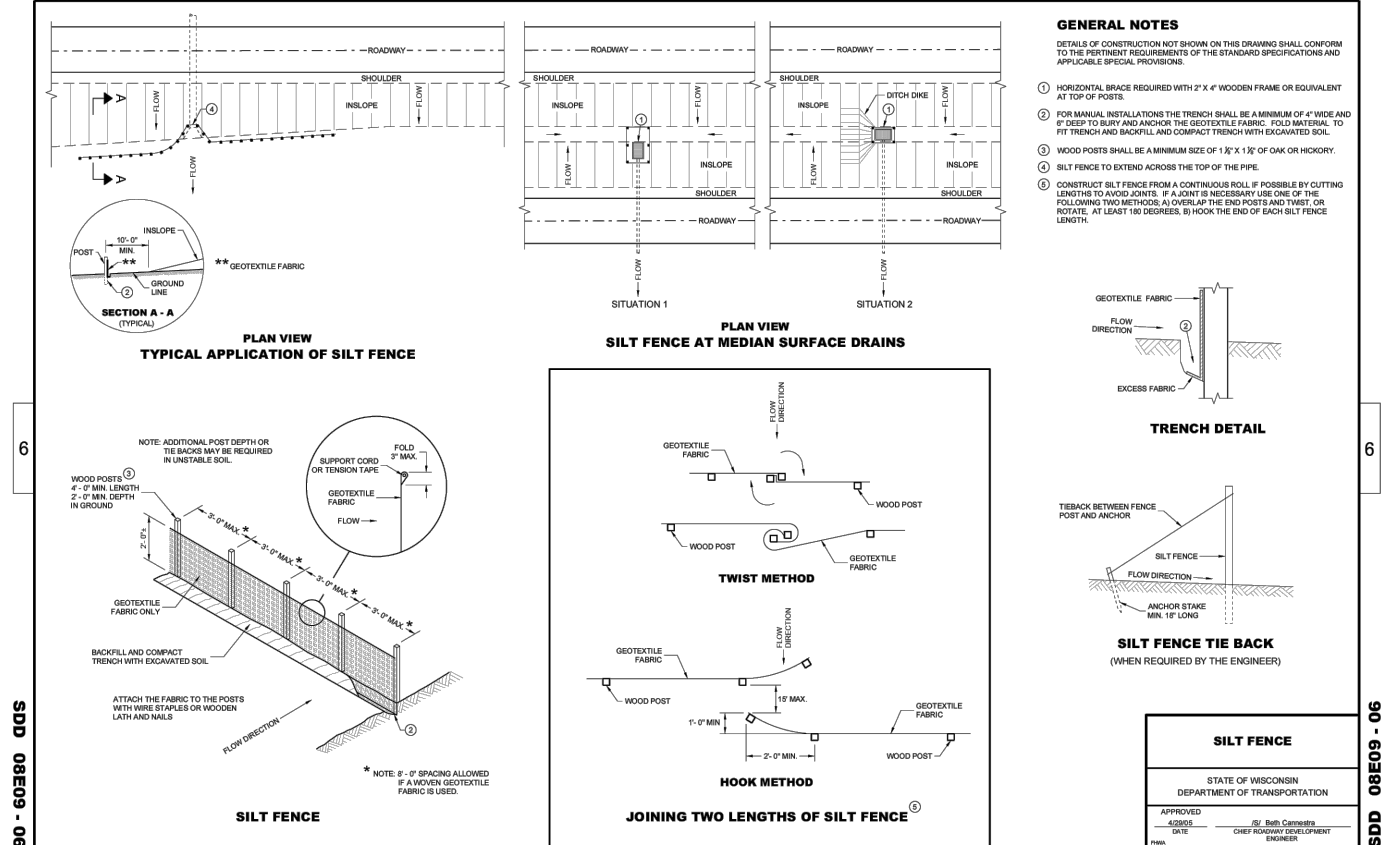 ROADWAY
SHOULDER
A
FLOW
4
INSLOPE
FLOW
A
FLOW
INSLOPE
POST
10'- 0"
MIN.
**
GROUND
LINE
2
SECTION A - A
(TYPICAL)
** GEOTEXTILE FABRIC
PLAN VIEW
TYPICAL APPLICATION OF SILT FENCE
ROADWAY
SHOULDER
INSLOPE
FLOW
1
FLOW
INSLOPE
SHOULDER
ROADWAY
FLOW
SITUATION 1
ROADWAY
SHOULDER
INSLOPE
DITCH DIKE
1
FLOW
FLOW
INSLOPE
SHOULDER
ROADWAY
FLOW
SITUATION 2
PLAN VIEW
SILT FENCE AT MEDIAN SURFACE DRAINS
GENERAL NOTES
DETAILS OF CONSTRUCTION NOT SHOWN ON THIS DRAWING SHALL CONFORM
TO THE PERTINENT REQUIREMENTS OF THE STANDARD SPECIFICATIONS AND
APPLICABLE SPECIAL PROVISIONS.
1 HORIZONTAL BRACE REQUIRED WITH 2" X 4" WOODEN FRAME OR EQUIVALENT
AT TOP OF POSTS.
2 FOR MANUAL INSTALLATIONS THE TRENCH SHALL BE A MINIMUM OF 4" WIDE AND
6" DEEP TO BURY AND ANCHOR THE GEOTEXTILE FABRIC. FOLD MATERIAL TO
FIT TRENCH AND BACKFILL AND COMPACT TRENCH WITH EXCAVATED SOIL.
3 WOOD POSTS SHALL BE A MINIMUM SIZE OF 1 X 1 OF OAK OR HICKORY.
4 SILT FENCE TO EXTEND ACROSS THE TOP OF THE PIPE.
5 CONSTRUCT SILT FENCE FROM A CONTINUOUS ROLL IF POSSIBLE BY CUTTING
LENGTHS TO AVOID JOINTS. IF A JOINT IS NECESSARY USE ONE OF THE
FOLLOWING TWO METHODS; A) OVERLAP THE END POSTS AND TWIST, OR
ROTATE, AT LEAST 180 DEGREES, B) HOOK THE END OF EACH SILT FENCE
LENGTH.
GEOTEXTILE FABRIC
FLOW
DIRECTION
2
EXCESS FABRIC
TRENCH DETAIL
TIEBACK BETWEEN FENCE
POST AND ANCHOR
SILT FENCE
FLOW DIRECTION
ANCHOR STAKE
MIN. 18" LONG
SILT FENCE TIE BACK
(WHEN REQUIRED BY THE ENGINEER)
6
NOTE: ADDITIONAL POST DEPTH OR
TIE BACKS MAY BE REQUIRED
IN UNSTABLE SOIL.
WOOD POSTS 3
4' - 0" MIN. LENGTH
2' - 0" MIN. DEPTH
IN GROUND
SUPPORT CORD
OR TENSION TAPE
FOLD
3" MAX.
GEOTEXTILE
FABRIC
FLOW
3'- 0" MAX. *
3'- 0" MAX. *
3'- 0" MAX. *
3'- 0" MAX. *
2'- 0"±
GEOTEXTILE
FABRIC ONLY
BACKFILL AND COMPACT
TRENCH WITH EXCAVATED SOIL
ATTACH THE FABRIC TO THE POSTS
WITH WIRE STAPLES OR WOODEN
LATH AND NAILS
FLOW DIRECTION
2
* NOTE: 8' - 0" SPACING ALLOWED
IF A WOVEN GEOTEXTILE
FABRIC IS USED.
SILT FENCE
FLOW
DIRECTION
GEOTEXTILE
FABRIC
WOOD POST
WOOD POST
GEOTEXTILE
FABRIC
TWIST METHOD
FLOW
DIRECTION
GEOTEXTILE
FABRIC
WOOD POST
15' MAX.
1'- 0" MIN
GEOTEXTILE
FABRIC
2'- 0" MIN.
WOOD POST
HOOK METHOD
JOINING TWO LENGTHS OF SILT FENCE 5
6
SDD 08E09 - 06
SDD 08E09 - 06
SILT FENCE
STATE OF WISCONSIN
DEPARTMENT OF TRANSPORTATION
APPROVED
4/29/05
DATE
/S/ Beth Cannestra
CHIEF ROADWAY DEVELOPMENT
ENGINEER
FHWA